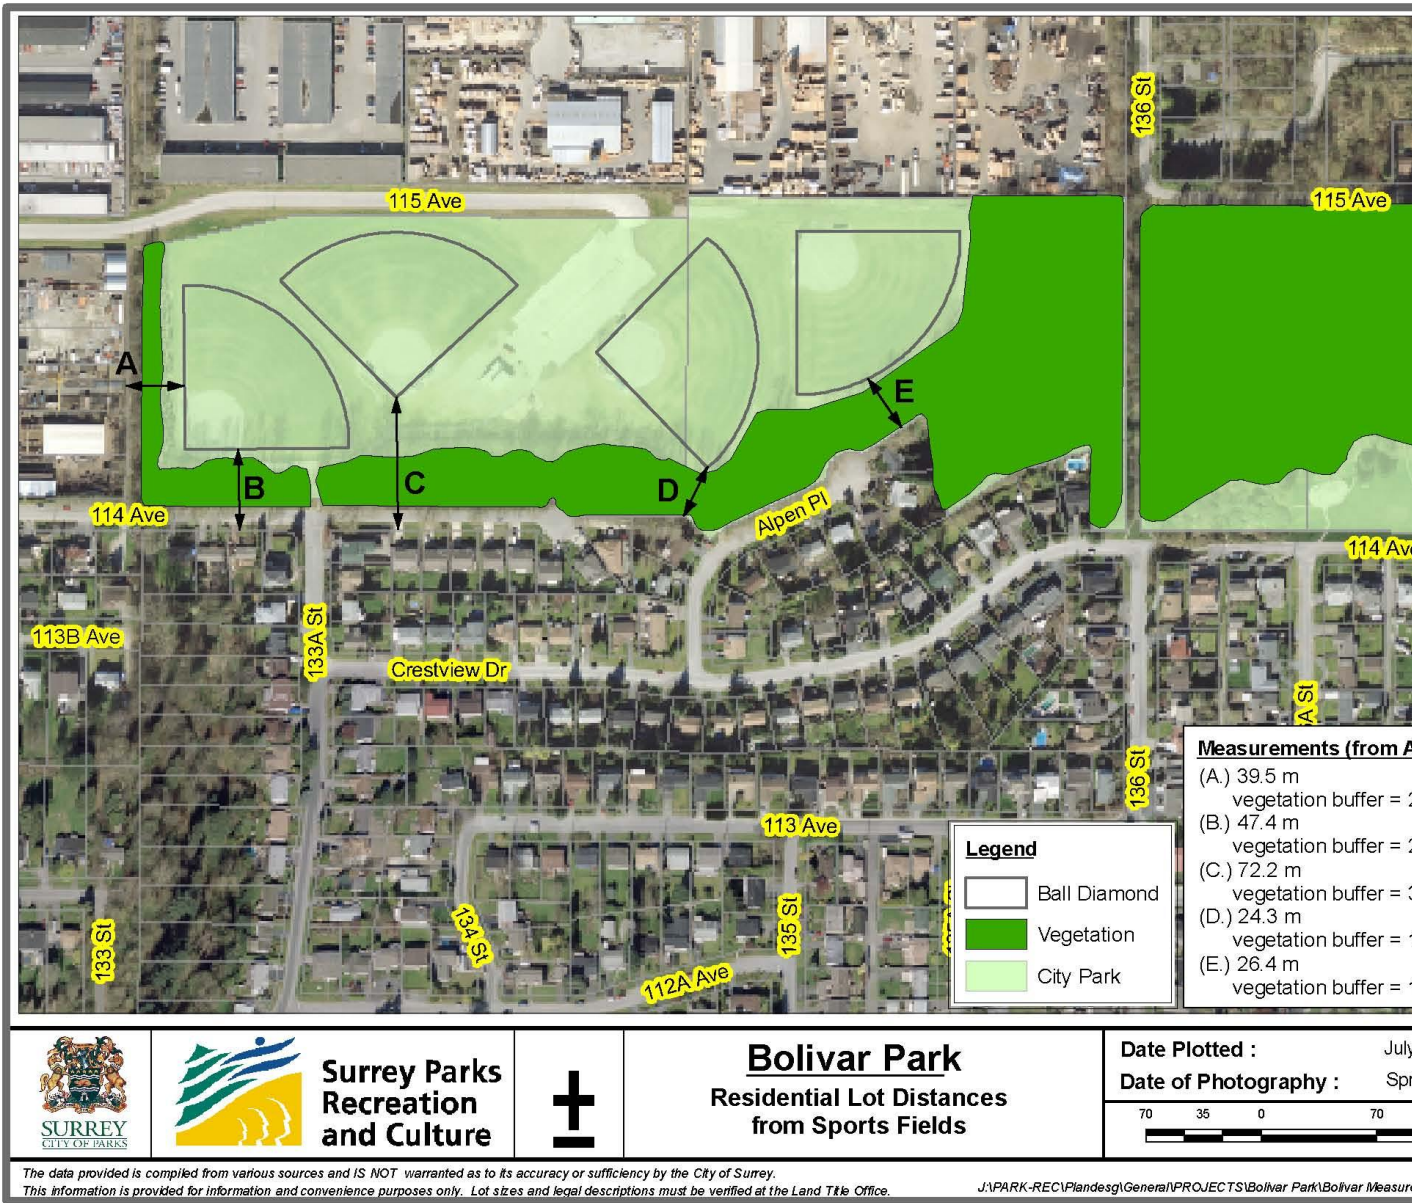 136 St
115 Ave
115 Ave
A
E
B
C
D
114 Ave
Alpen Pl
114 Ave
113B Ave
133A St
Crestview Dr
A St
136 St
113 Ave
134 St
135 St
133 St
112A Ave
Measurements (from A
(A.) 39.5 m
vegetation buffer = 2
(B.) 47.4 m
vegetation buffer = 2
(C.) 72.2 m
vegetation buffer = 3
(D.) 24.3 m
vegetation buffer = 1
(E.) 26.4 m
vegetation buffer = 1
Legend
Ball Diamond
Vegetation
City Park
SURREY
CITY OF PARKS
Surrey Parks
Recreation
and Culture
Bolivar Park
Residential Lot Distances
from Sports Fields
Date Plotted : July
Date of Photography : Spr
70 35 0 70
The data provided is compiled from various sources and IS NOT warranted as to its accuracy or sufficiency by the City of Surrey.
This information is provided for information and convenience purposes only. Lot sizes and legal descriptions must be verified at the Land Title Office.
J:\PARK-REC\Plandesg\General\PROJECTS\Bolivar Park\Bolivar Measure